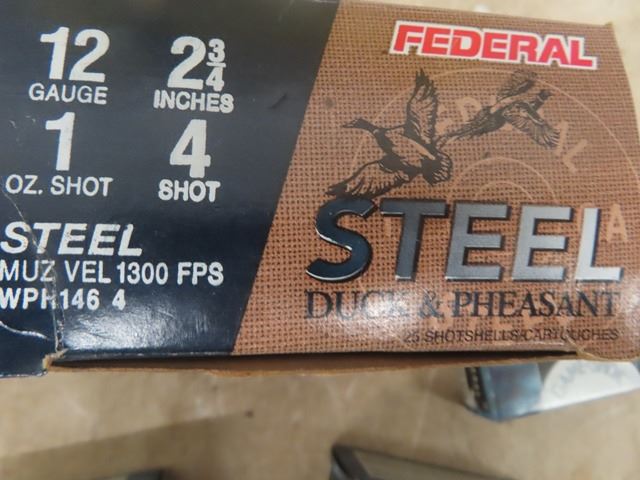 12 GAUGE
2 3/4 INCHES
1 OZ. SHOT
4 SHOT
STEEL
MUZ VEL 1300 FPS
WPH146 4
FEDERAL
STEEL
DUCK & PHEASANT
25 SHOTSHELLS/CARTOUCHES